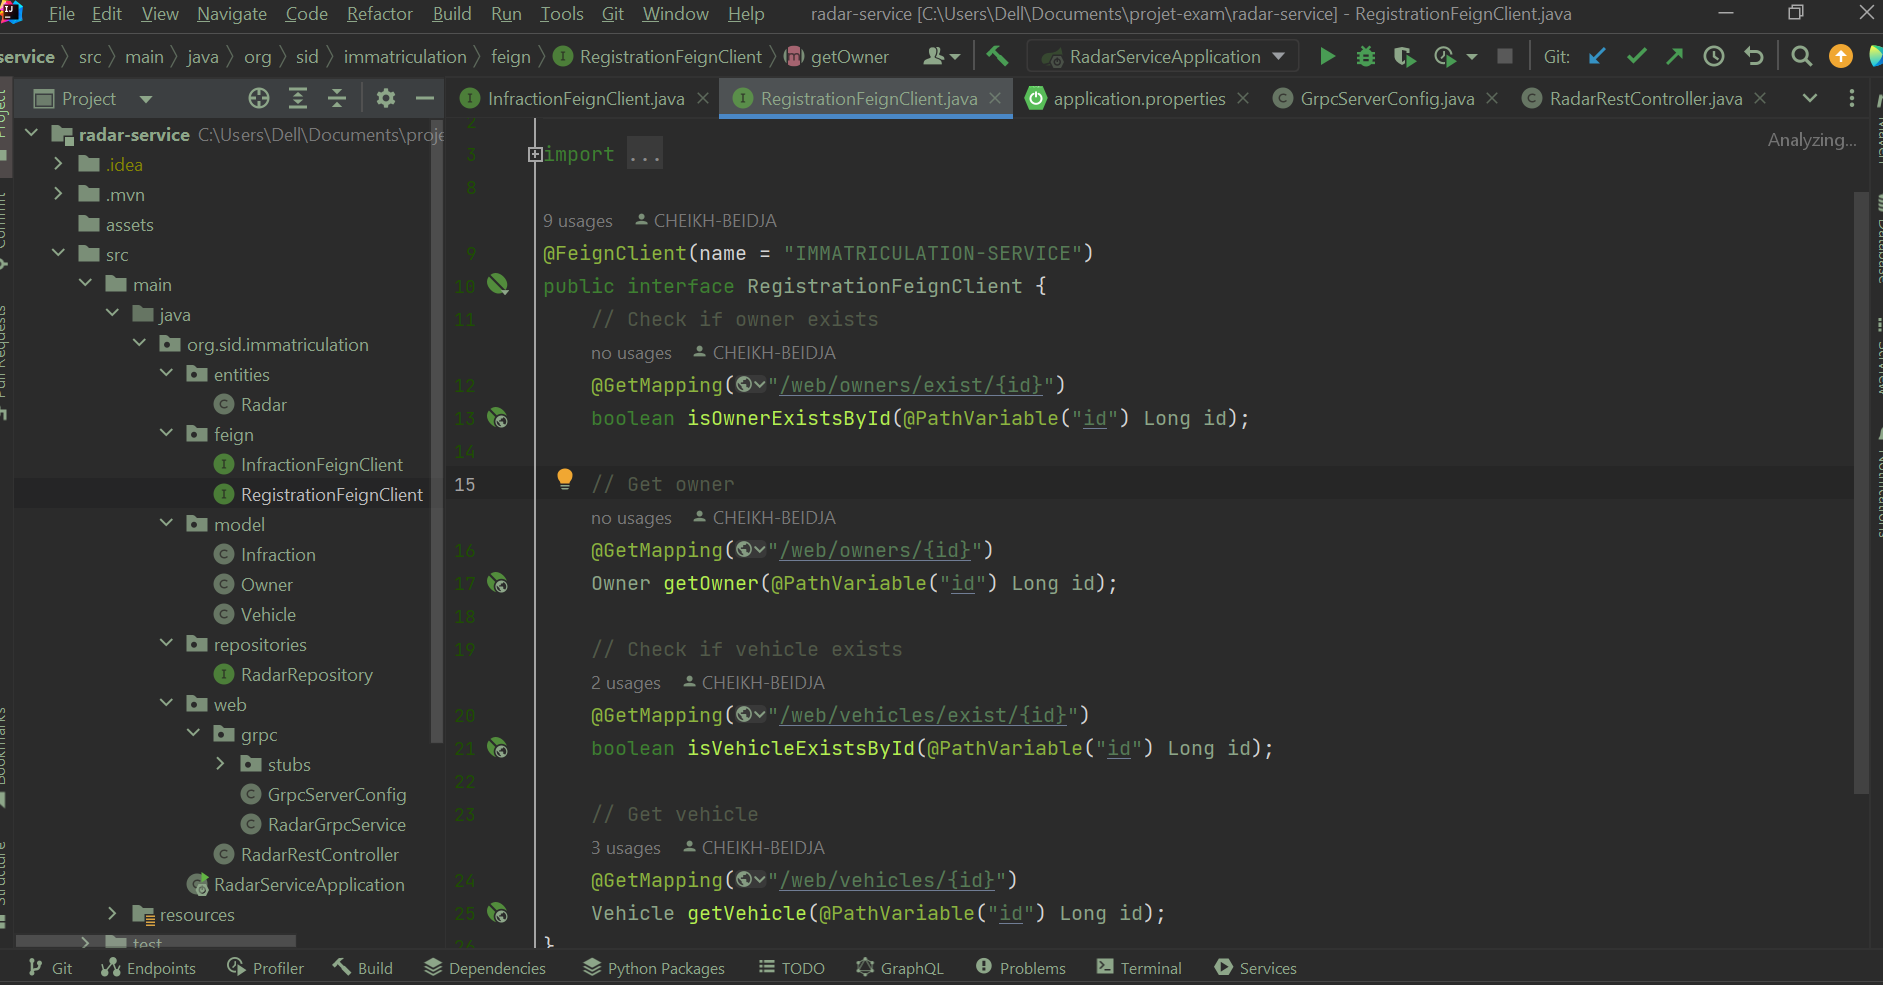 File Edit View Navigate Code Refactor Build Run Tools Git Window Help radar-service [C:\Users\Dell\Documents\projet-exam\radar-service] - RegistrationFeignClient.java
service src main java org sid immatriculation feign RegistrationFeignClient getOwner RadarServiceApplication Git:
Project InfractionFeignClient.java RegistrationFeignClient.java application.properties GrpcServerConfig.java RadarRestController.java
radar-service C:\Users\Dell\Documents\proje
.idea
.mvn
assets
src
main
java
org.sid.immatriculation
entities
Radar
feign
InfractionFeignClient
RegistrationFeignClient
model
Infraction
Owner
Vehicle
repositories
RadarRepository
web
grpc
stubs
GrpcServerConfig
RadarGrpcService
RadarRestController
RadarServiceApplication
resources
test
Analyzing...
2
3 import ...
8
9 usages CHEIKH-BEIDJA
9 @FeignClient(name = "IMMATRICULATION-SERVICE")
10 public interface RegistrationFeignClient {
11 // Check if owner exists
no usages CHEIKH-BEIDJA
12 @GetMapping("/web/owners/exist/{id}")
13 boolean isOwnerExistsById(@PathVariable("id") Long id);
14
15 // Get owner
no usages CHEIKH-BEIDJA
16 @GetMapping("/web/owners/{id}")
17 Owner getOwner(@PathVariable("id") Long id);
18
19 // Check if vehicle exists
2 usages CHEIKH-BEIDJA
20 @GetMapping("/web/vehicles/exist/{id}")
21 boolean isVehicleExistsById(@PathVariable("id") Long id);
22
23 // Get vehicle
3 usages CHEIKH-BEIDJA
24 @GetMapping("/web/vehicles/{id}")
25 Vehicle getVehicle(@PathVariable("id") Long id);
26 }
Git Endpoints Profiler Build Dependencies Python Packages TODO GraphQL Problems Terminal Services